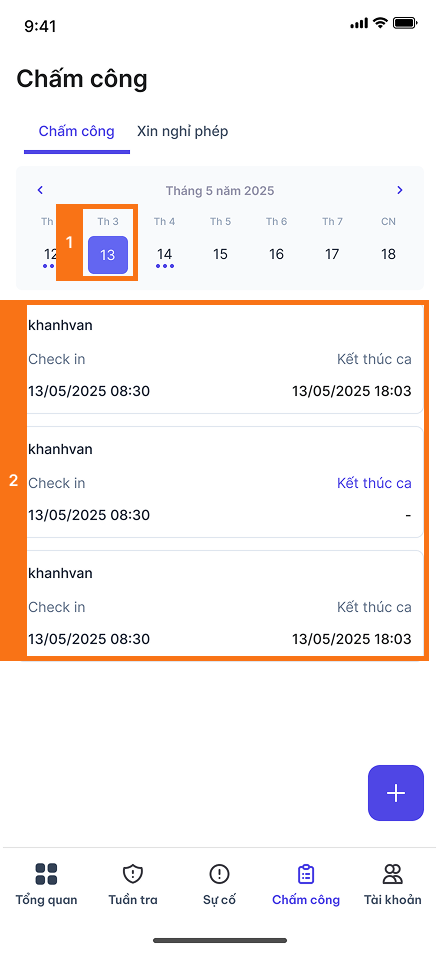 9:41
Chấm công
Chấm công Xin nghỉ phép
Tháng 5 năm 2025
Th Th 3 Th 4 Th 5 Th 6 Th 7 CN
1
12 13 14 15 16 17 18
khanhvan
Check in Kết thúc ca
13/05/2025 08:30 13/05/2025 18:03
khanhvan
2
Check in Kết thúc ca
13/05/2025 08:30 -
khanhvan
Check in Kết thúc ca
13/05/2025 08:30 13/05/2025 18:03
Tổng quan Tuần tra Sự cố Chấm công Tài khoản